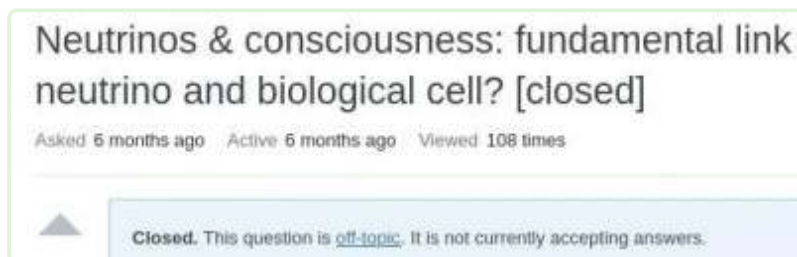 Neutrinos & consciousness: fundamental link
neutrino and biological cell? [closed]
Asked 6 months ago Active 6 months ago Viewed 108 times
Closed. This question is off-topic. It is not currently accepting answers.